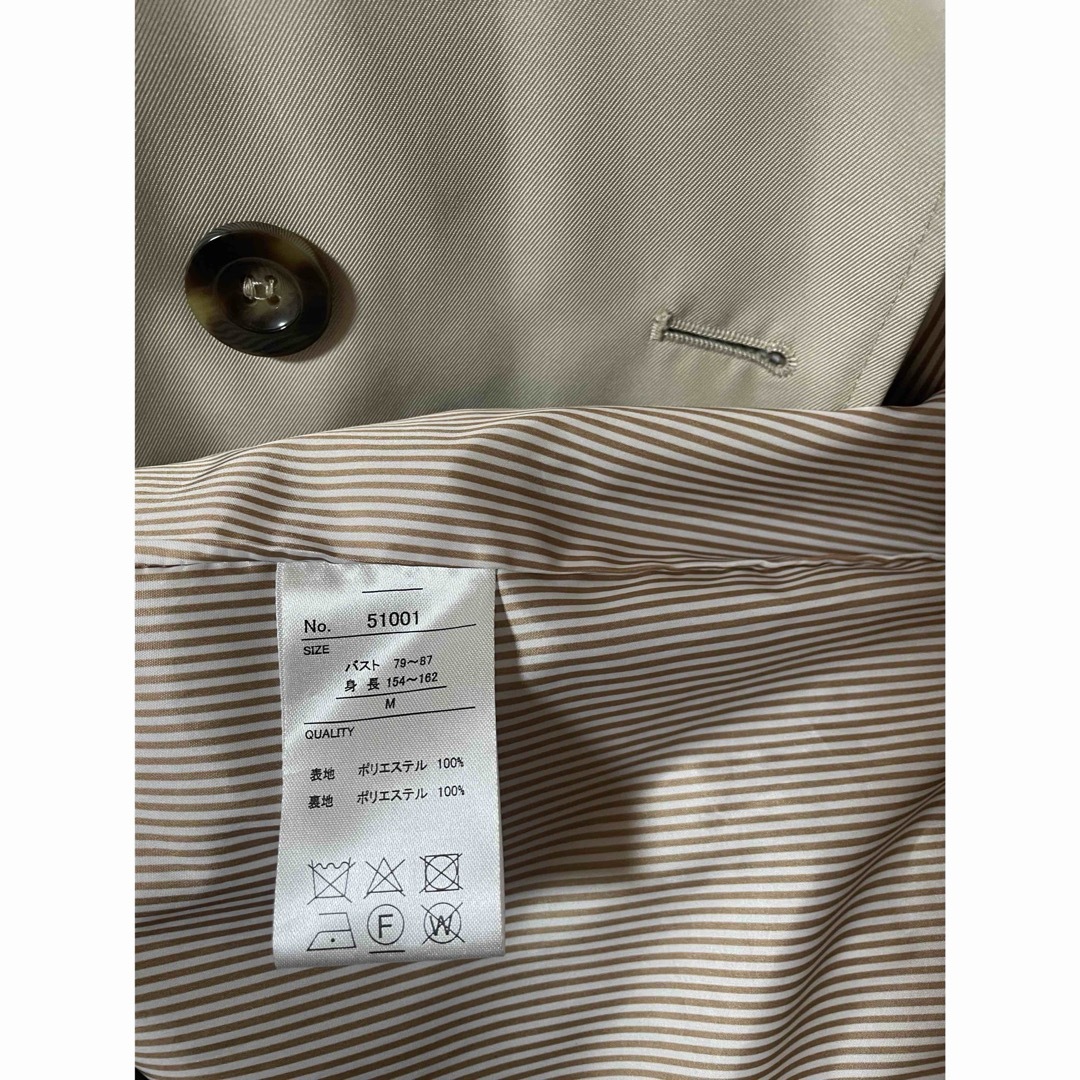 No. 51001
SIZE
バスト 79～87
身長 154～162
M
QUALITY
表地 ポリエステル 100%
裏地 ポリエステル 100%
F W